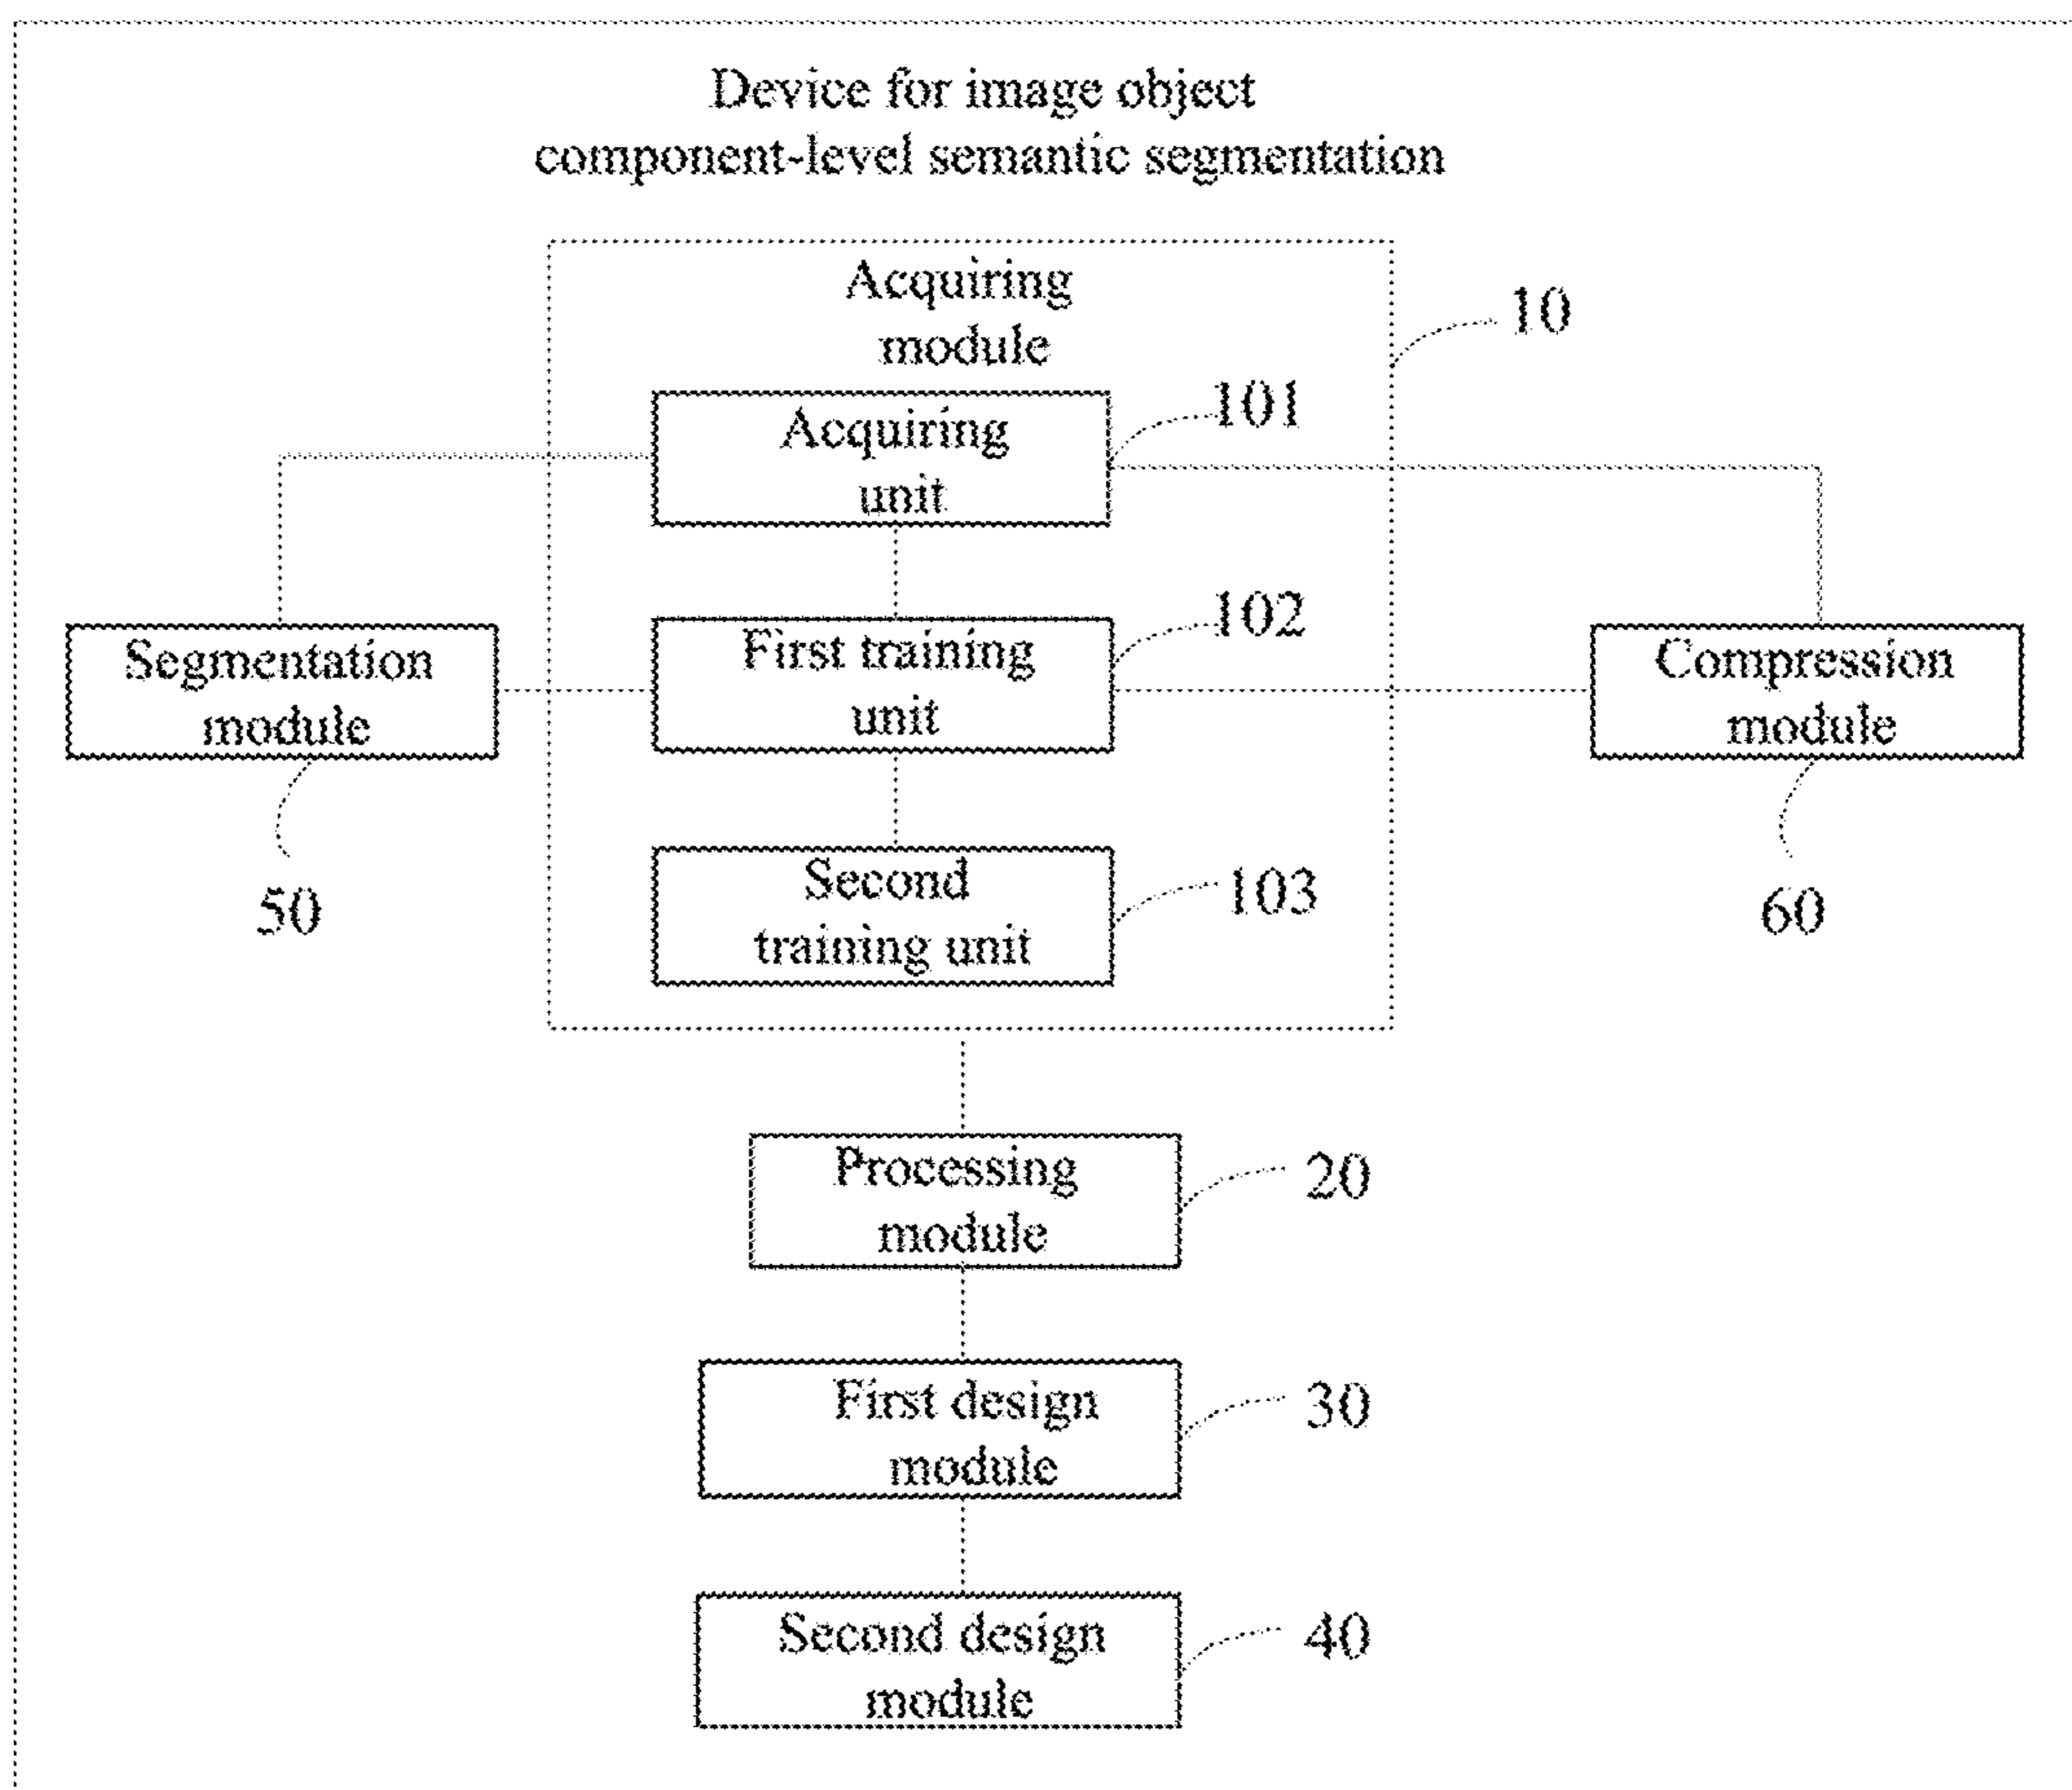 Device for image object
component-level semantic segmentation
Acquiring
module
10
Acquiring
unit
101
First training
unit
102
Segmentation
module
50
Compression
module
60
Second
training unit
103
Processing
module
20
First design
module
30
Second design
module
40